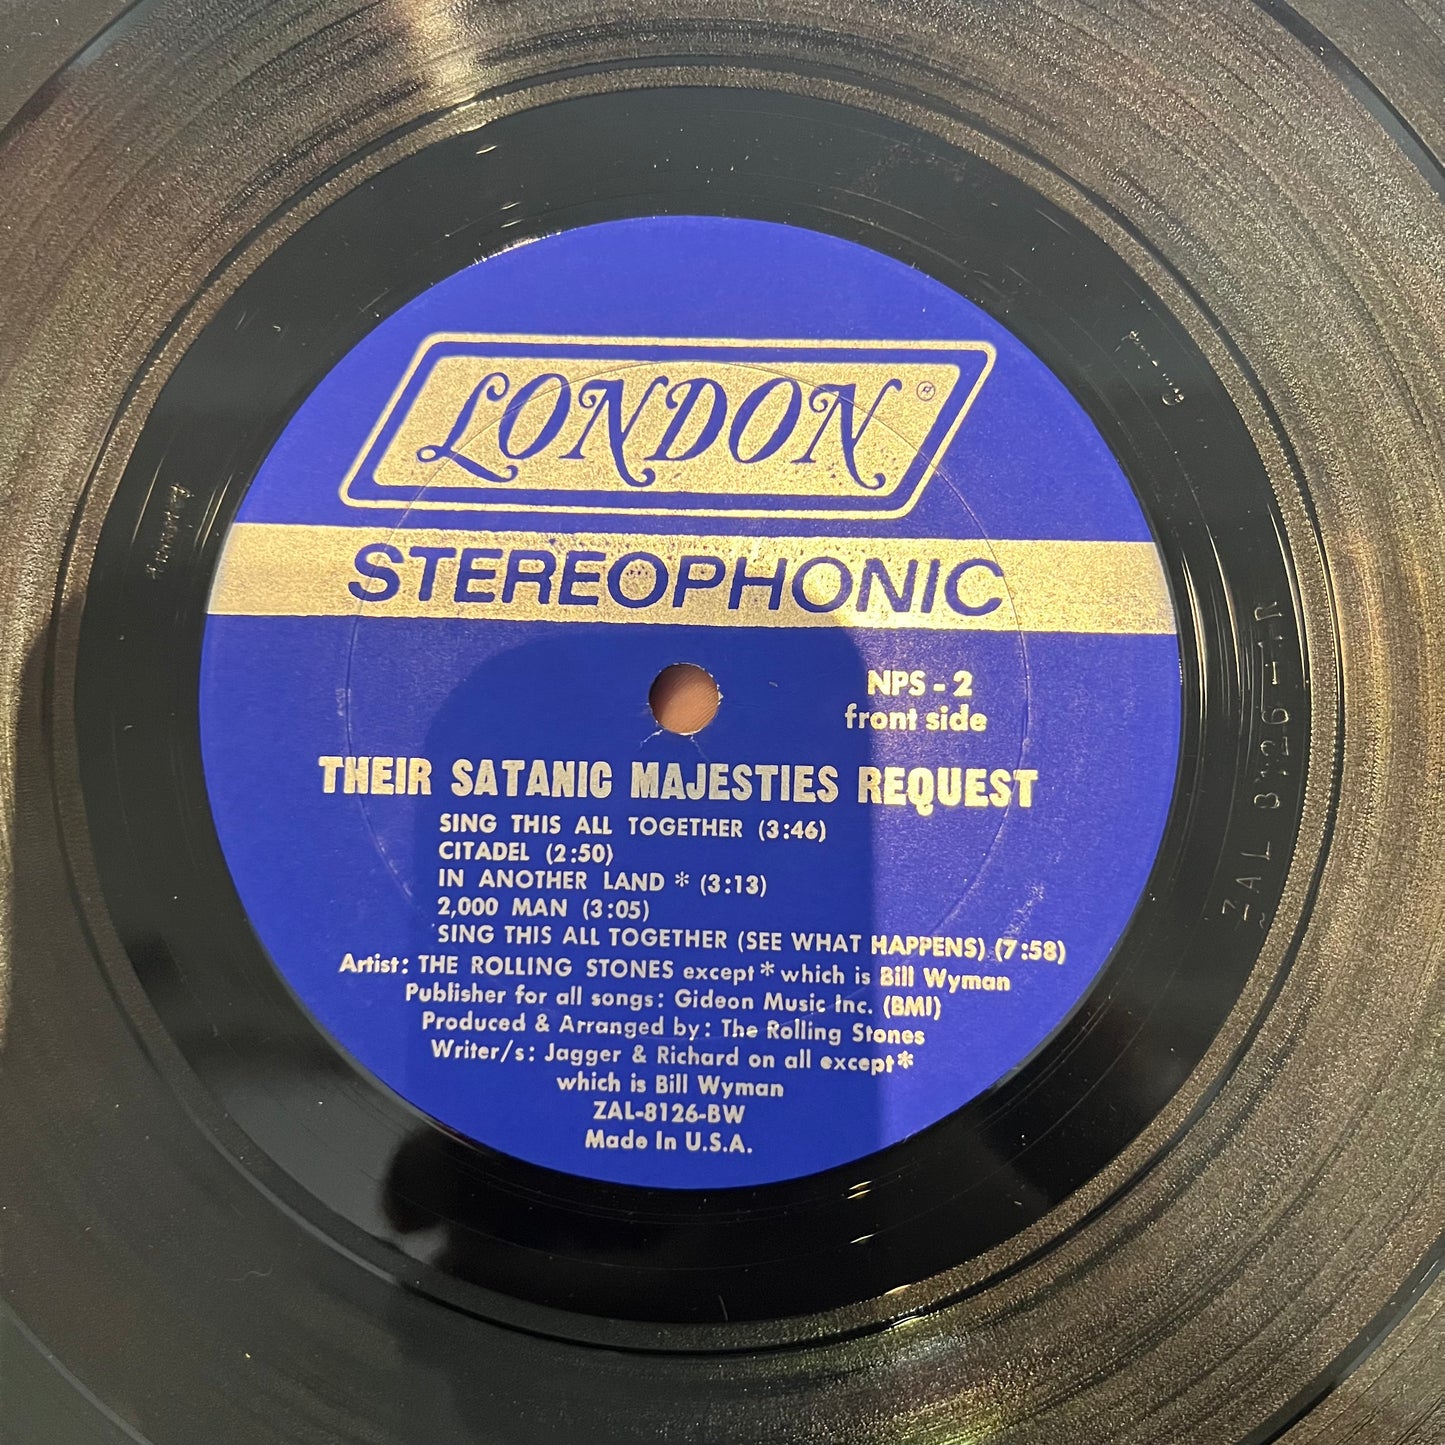 LONDON ®
STEREOPHONIC
NPS - 2
front side
THEIR SATANIC MAJESTIES REQUEST
SING THIS ALL TOGETHER (3:46)
CITADEL (2:50)
IN ANOTHER LAND * (3:13)
2,000 MAN (3:05)
SING THIS ALL TOGETHER (SEE WHAT HAPPENS) (7:58)
Artist: THE ROLLING STONES except * which is Bill Wyman
Publisher for all songs: Gideon Music Inc. (BMI)
Produced & Arranged by: The Rolling Stones
Writer/s: Jagger & Richard on all except*
which is Bill Wyman
ZAL-8126-BW
Made In U.S.A.
ZAL 8126